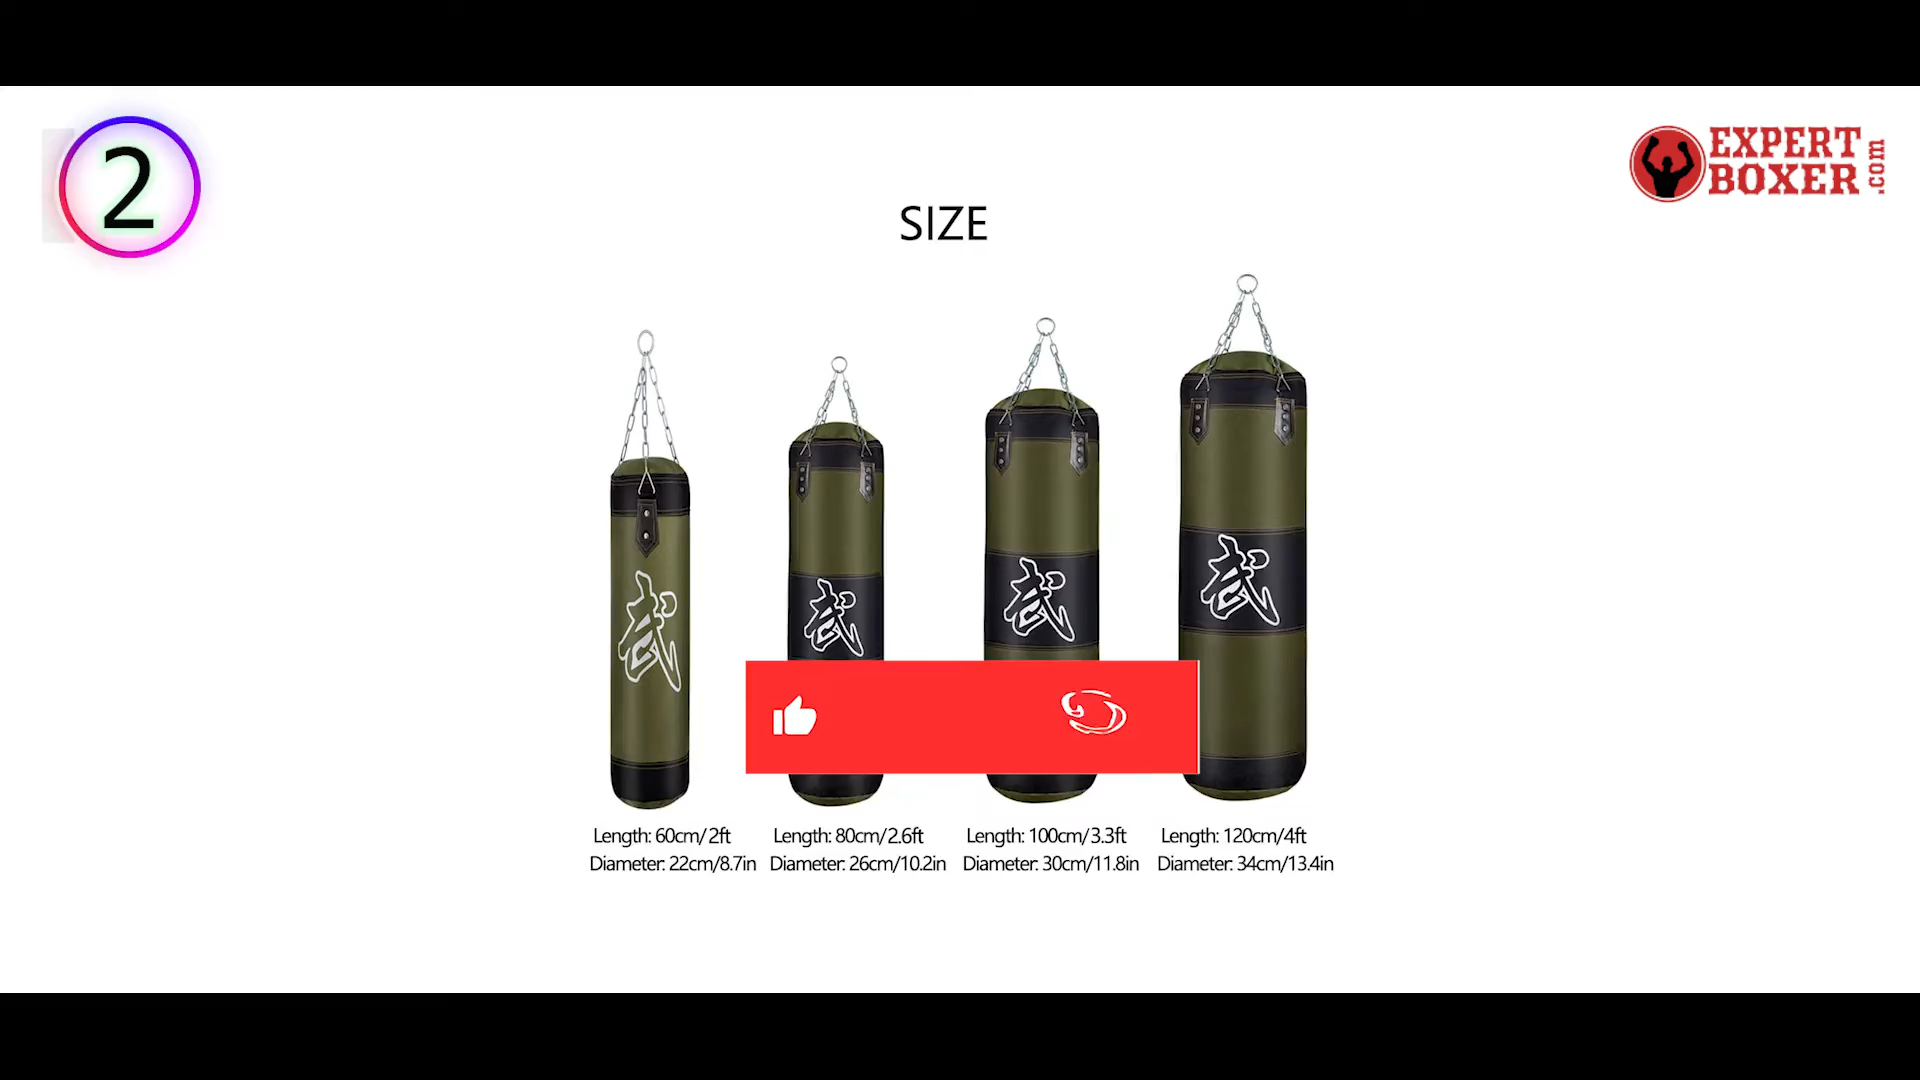 2
EXPERT
BOXER
.com
SIZE
武
武
武
武
Length: 60cm/2ft
Diameter: 22cm/8.7in
Length: 80cm/2.6ft
Diameter: 26cm/10.2in
Length: 100cm/3.3ft
Diameter: 30cm/11.8in
Length: 120cm/4ft
Diameter: 34cm/13.4in